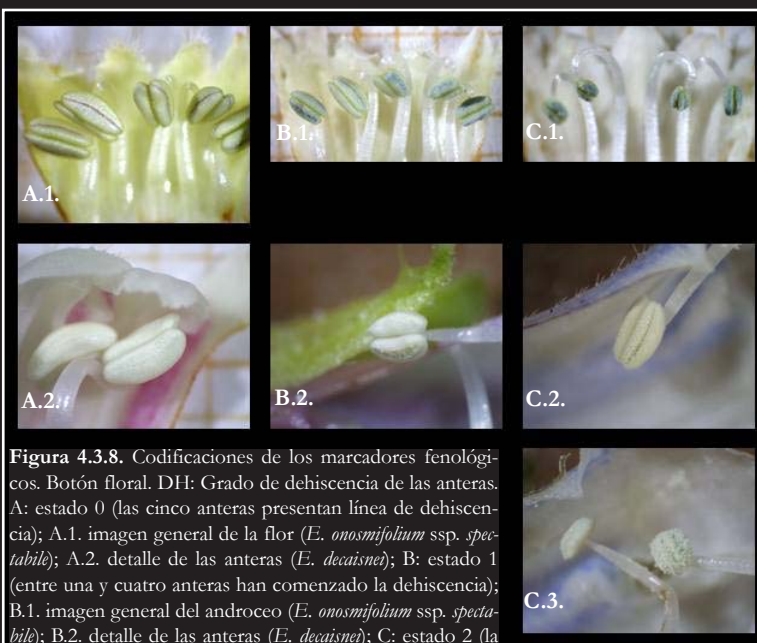 A.1.
B.1.
C.1.
A.2.
B.2.
C.2.
Figura 4.3.8. Codificaciones de los marcadores fenológi-
cos. Botón floral. DH: Grado de dehiscencia de las anteras.
A: estado 0 (las cinco anteras presentan línea de dehiscen-
cia); A.1. imagen general de la flor (E. onosmifolium ssp. spec-
tabile); A.2. detalle de las anteras (E. decaisnei); B: estado 1
(entre una y cuatro anteras han comenzado la dehiscencia);
B.1. imagen general del androceo (E. onosmifolium ssp. specta-
bile); B.2. detalle de las anteras (E. decaisnei); C: estado 2 (la
C.3.